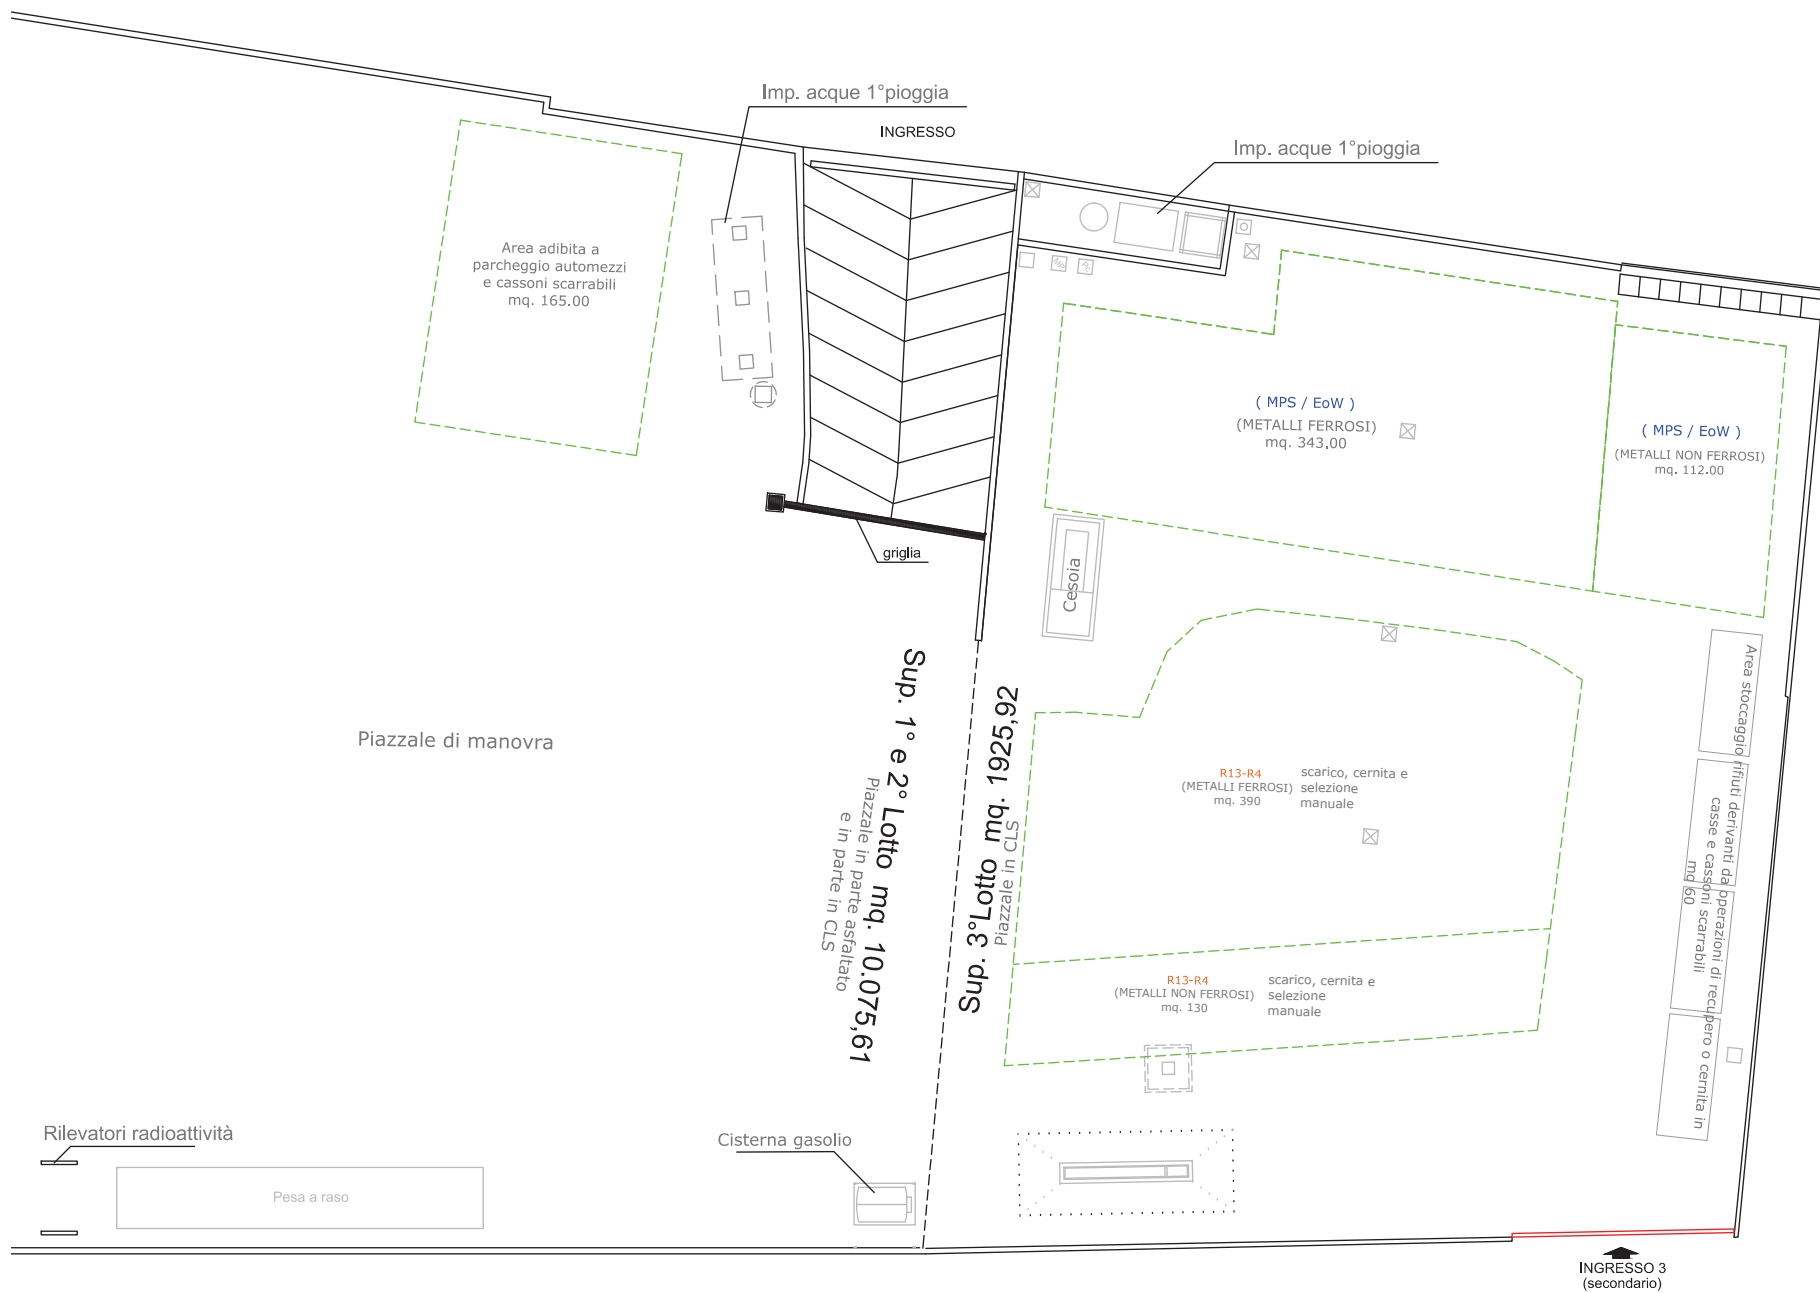 Imp. acque 1°pioggia
INGRESSO
Imp. acque 1°pioggia
Area adibita a
parcheggio automezzi
e cassoni scarrabili
mq. 165.00
( MPS / EoW )
(METALLI FERROSI)
mq. 343,00
( MPS / EoW )
(METALLI NON FERROSI)
mq. 112.00
griglia
Cesoia
Sup. 1° e 2° Lotto mq. 10.075,61
Piazzale in parte asfaltato
e in parte in CLS
Sup. 3°Lotto mq. 1925,92
Piazzale in CLS
Piazzale di manovra
R13-R4
(METALLI FERROSI)
mq. 390
scarico, cernita e
selezione
manuale
R13-R4
(METALLI NON FERROSI)
mq. 130
scarico, cernita e
selezione
manuale
Area stoccaggio rifiuti derivanti da operazioni di recupero o cernita in
casse e cassoni scarrabili
mq 60
Rilevatori radioattività
Pesa a raso
Cisterna gasolio
INGRESSO 3
(secondario)